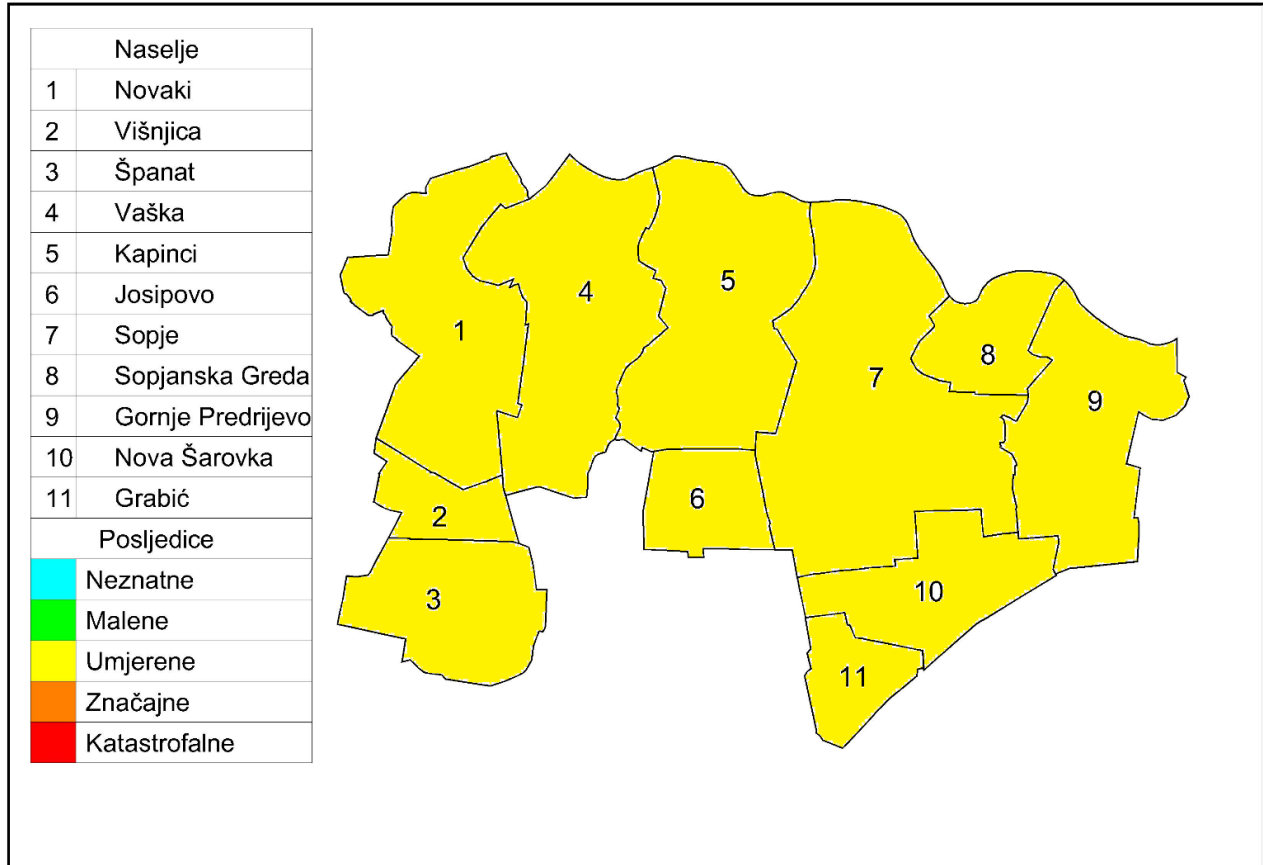 Naselje
1 Novaki
2 Višnjica
3 Španat
4 Vaška
5 Kapinci
6 Josipovo
7 Sopje
8 Sopjanska Greda
9 Gornje Predrijevo
10 Nova Šarovka
11 Grabić
Posljedice
Neznatne
Malene
Umjerene
Značajne
Katastrofalne
1
2
3
4
5
6
7
8
9
10
11